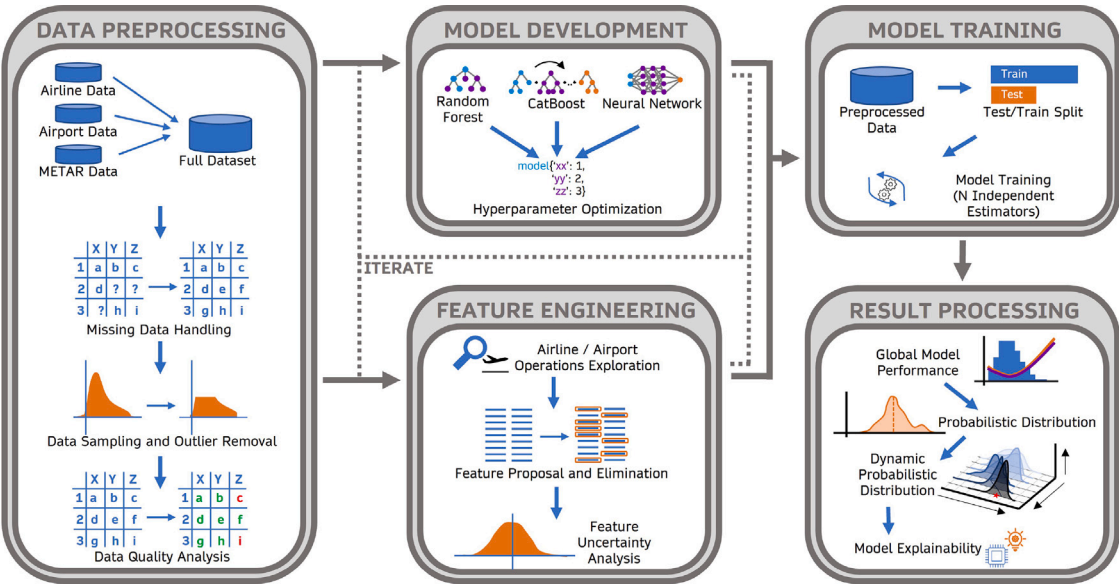 DATA PREPROCESSING
Airline Data
Airport Data
METAR Data
Full Dataset
X Y Z
1 a b c
2 d ? ?
3 ? h i
X Y Z
1 a b c
2 d e f
3 g h i
Missing Data Handling
Data Sampling and Outlier Removal
X Y Z
1 a b c
2 d e f
3 g h i
X Y Z
1 a b c
2 d e f
3 g h i
Data Quality Analysis
MODEL DEVELOPMENT
Random
Forest
CatBoost
Neural Network
model{'xx': 1,
'yy': 2,
'zz': 3}
Hyperparameter Optimization
ITERATE
FEATURE ENGINEERING
Airline / Airport
Operations Exploration
Feature Proposal and Elimination
Feature
Uncertainty
Analysis
MODEL TRAINING
Preprocessed
Data
Train
Test
Test/Train Split
Model Training
(N Independent
Estimators)
RESULT PROCESSING
Global Model
Performance
Probabilistic Distribution
Dynamic
Probabilistic
Distribution
Model Explainability